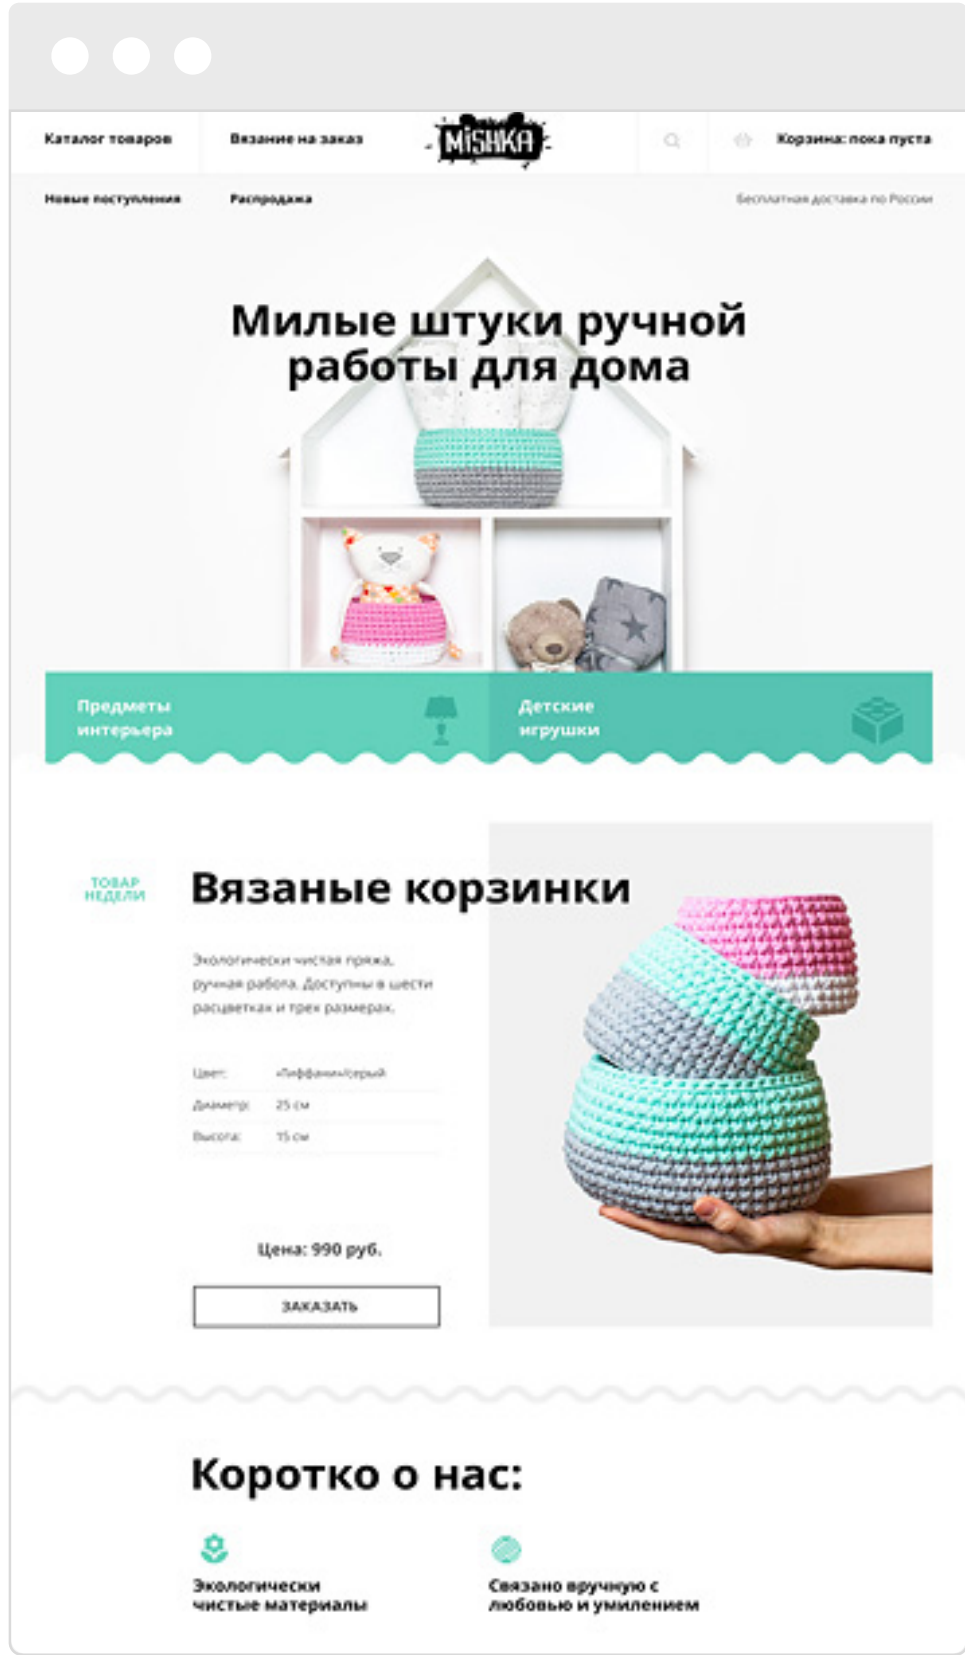 Каталог товаров
Вязание на заказ
MiSHKA
Корзина: пока пуста
Новые поступления
Распродажа
Бесплатная доставка по России
Милые штуки ручной
работы для дома
Предметы
интерьера
Детские
игрушки
ТОВАР
НЕДЕЛИ
Вязаные корзинки
Экологически чистая пряжа,
ручная работа. Доступны в шести
расцветках и трех размерах.
Цвет: «Тиффани»/серый
Диаметр: 25 см
Высота: 15 см
Цена: 990 руб.
ЗАКАЗАТЬ
Коротко о нас:
Экологически
чистые материалы
Связано вручную с
любовью и умилением